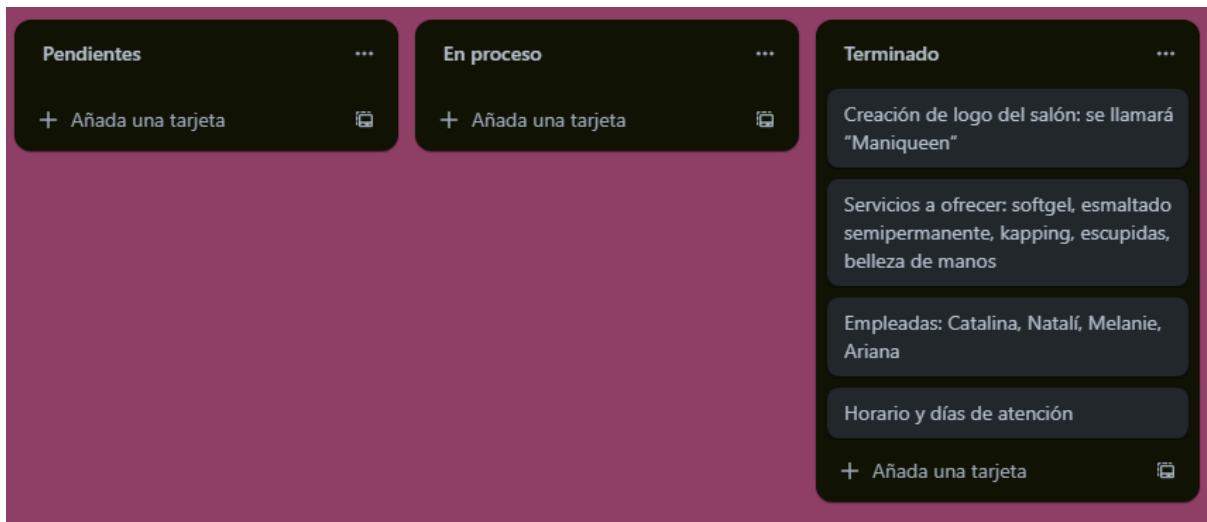 Pendientes
Añada una tarjeta
En proceso
Añada una tarjeta
Terminado
Creación de logo del salón: se llamará
“Maniqueen”
Servicios a ofrecer: softgel, esmaltado
semipermanente, kapping, escupidas,
belleza de manos
Empleadas: Catalina, Natalí, Melanie,
Ariana
Horario y días de atención
Añada una tarjeta